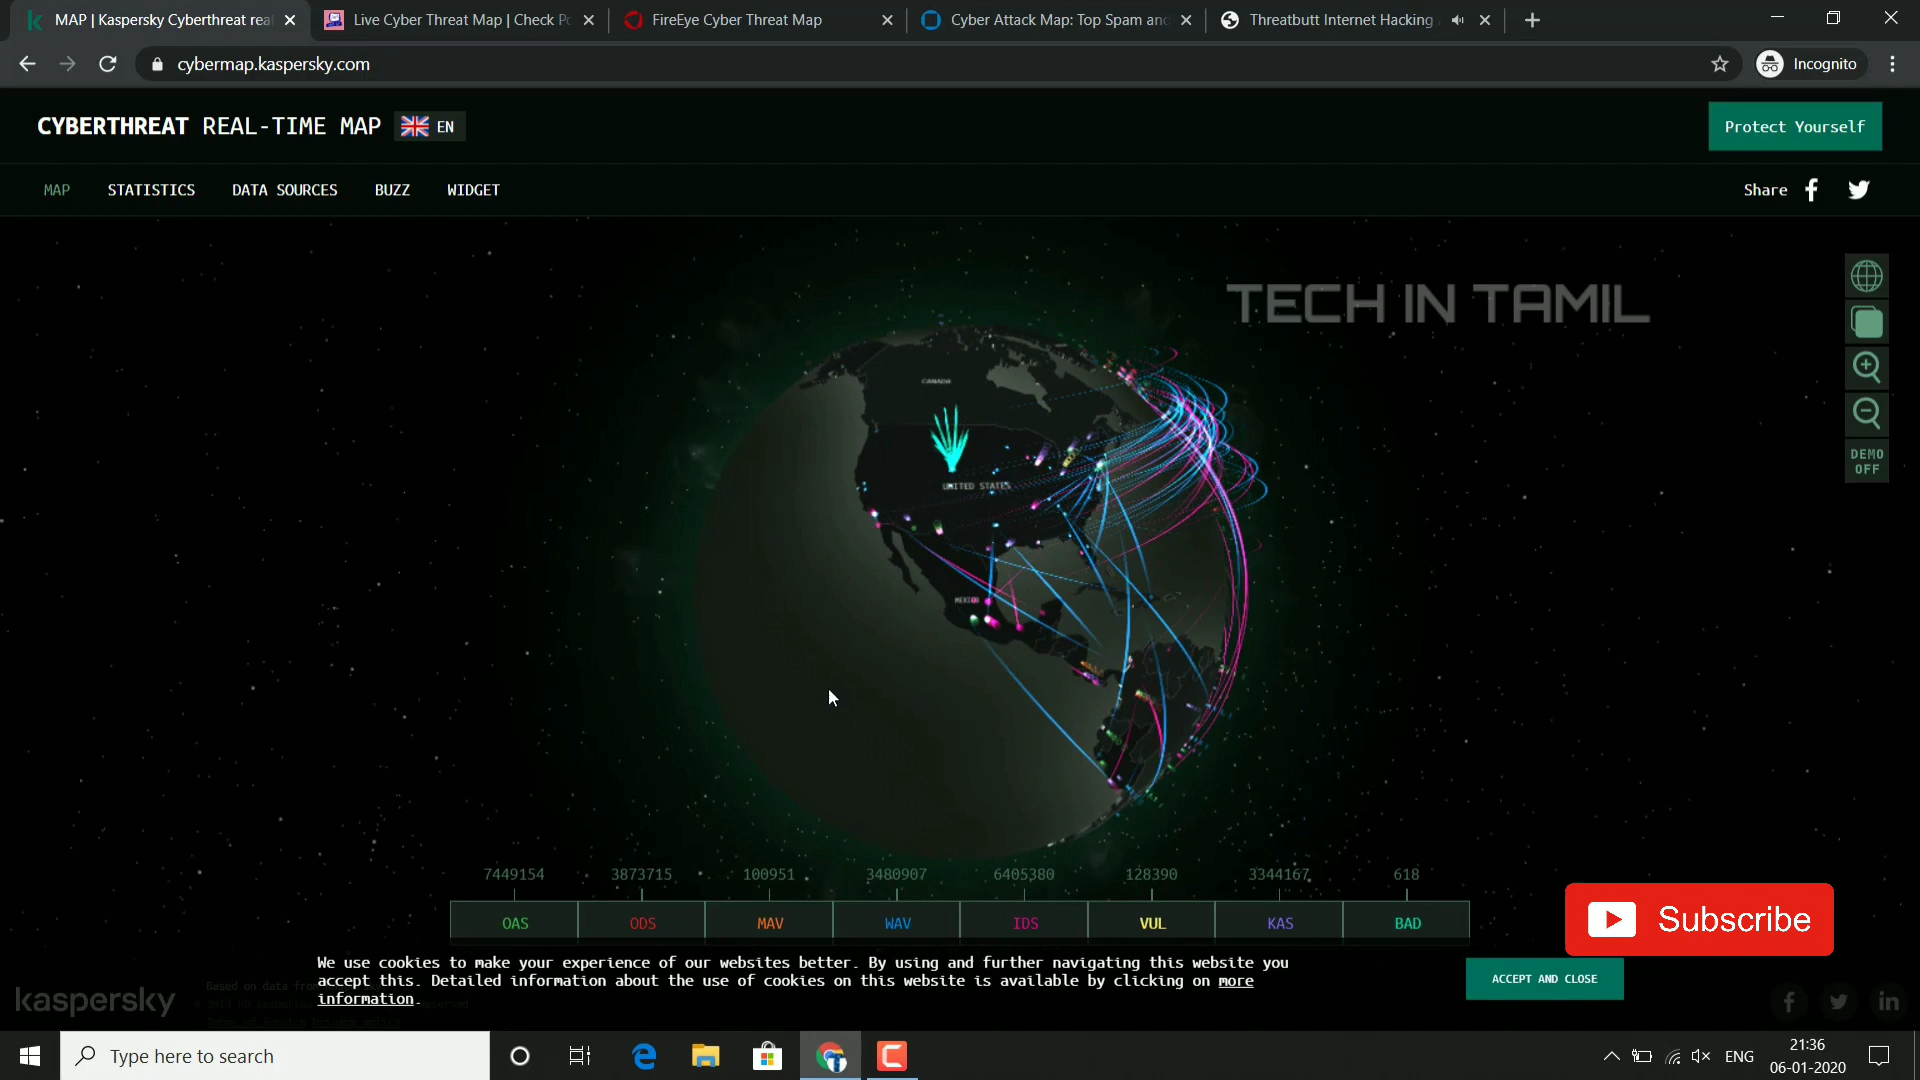 MAP | Kaspersky Cyberthreat rea
Live Cyber Threat Map | Check Po
FireEye Cyber Threat Map
Cyber Attack Map: Top Spam and
Threatbutt Internet Hacking
cybermap.kaspersky.com
Incognito
CYBERTHREAT REAL-TIME MAP
EN
Protect Yourself
MAP
STATISTICS
DATA SOURCES
BUZZ
WIDGET
Share
TECH IN TAMIL
DEMO
OFF
CANADA
UNITED STATES
MEXICO
7449154
3873715
100951
3480907
6405380
128390
3344167
618
OAS
ODS
MAV
WAV
IDS
VUL
KAS
BAD
Subscribe
We use cookies to make your experience of our websites better. By using and further navigating this website you
accept this. Detailed information about the use of cookies on this website is available by clicking on more
information.
ACCEPT AND CLOSE
kaspersky
Based on data from
Type here to search
ENG
21:36
06-01-2020